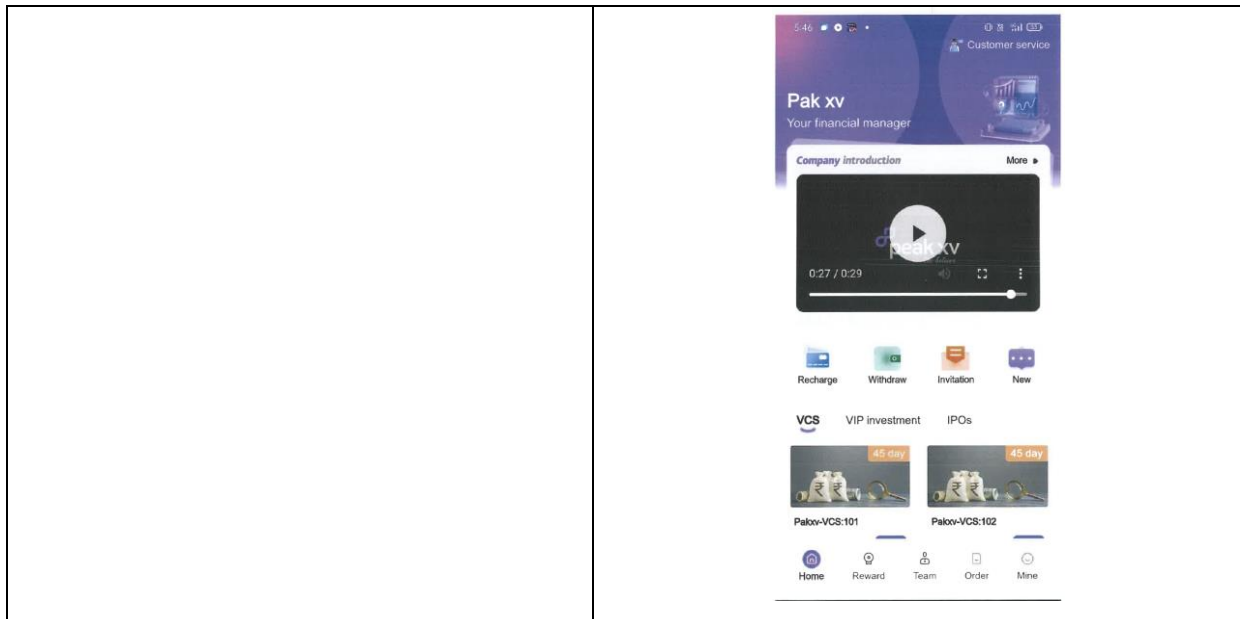 5:46
Customer service
Pak xv
Your financial manager
Company introduction More
peak xv
0:27 / 0:29
Recharge Withdraw Invitation New
VCS VIP investment IPOs
45 day 45 day
₹ ₹ ₹ ₹
Pakxv-VCS:101 Pakxv-VCS:102
Home Reward Team Order Mine